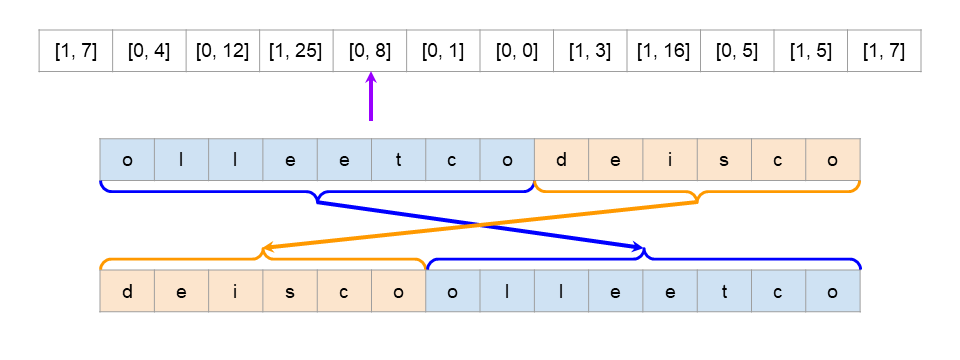 [1, 7] [0, 4] [0, 12] [1, 25] [0, 8] [0, 1] [0, 0] [1, 3] [1, 16] [0, 5] [1, 5] [1, 7]
o l l e e t c o d e i s c o
d e i s c o o l l e e t c o